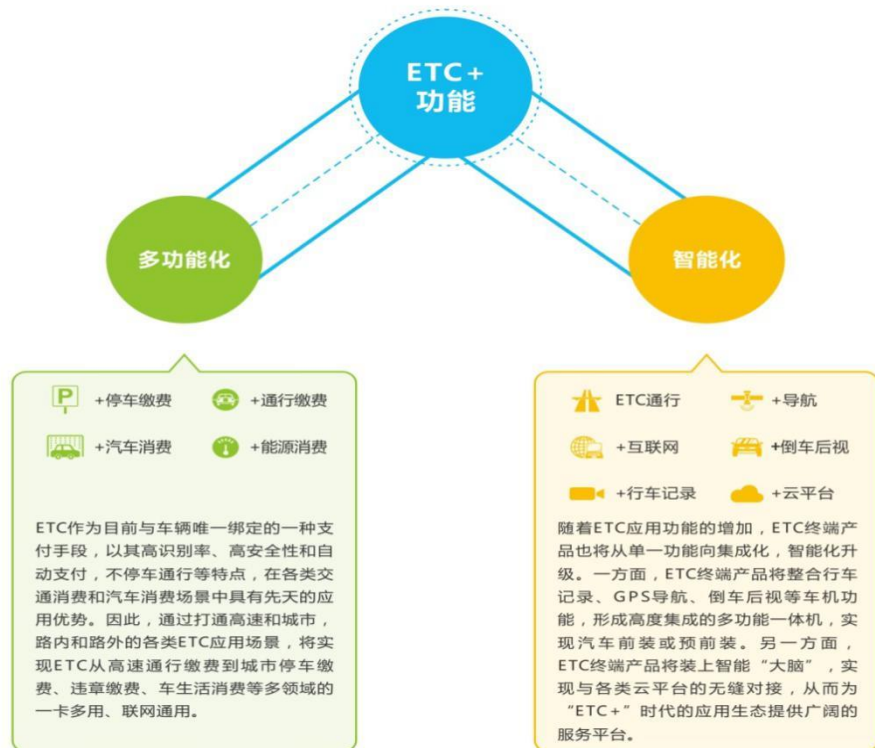 ETC+
功能
多功能化
智能化
+停车缴费
+通行缴费
+汽车消费
+能源消费
ETC作为目前与车辆唯一绑定的一种支
付手段，以其高识别率、高安全性和自
动支付，不停车通行等特点，在各类交
通消费和汽车消费场景中具有先天的应
用优势。因此，通过打通高速和城市，
路内和路外的各类ETC应用场景，将实
现ETC从高速通行缴费到城市停车缴
费、违章缴费、车生活消费等多领域的
一卡多用、联网通用。
ETC通行
+导航
+互联网
+倒车后视
+行车记录
+云平台
随着ETC应用功能的增加，ETC终端产
品也将从单一功能向集成化，智能化升
级。一方面，ETC终端产品将整合行车
记录、GPS导航、倒车后视等车机功
能，形成高度集成的多功能一体机，实
现汽车前装或预前装。另一方面，
ETC终端产品将装上智能“大脑”，实
现与各类云平台的无缝对接，从而为
“ETC+”时代的应用生态提供广阔的
服务平台。